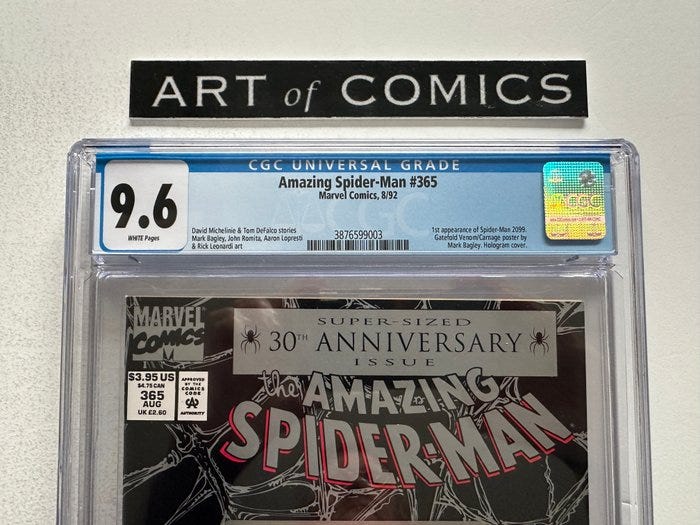 ART of COMICS
CGC UNIVERSAL GRADE
9.6
WHITE Pages
Amazing Spider-Man #365
Marvel Comics, 8/92
David Michelinie & Tom DeFalco stories
Mark Bagley, John Romita, Aaron Lopresti
& Rick Leonardi art
3876599003
1st appearance of Spider-Man 2099.
Gatefold Venom/Carnage poster by
Mark Bagley. Hologram cover.
CGC
MARVEL
COMICS
$3.95 US
$4.75 CAN
365
AUG
UK £2.60
APPROVED
BY THE
COMICS
CODE
CA
AUTHORITY
SUPER-SIZED
30TH ANNIVERSARY
ISSUE
the AMAZING
SPIDER-MAN